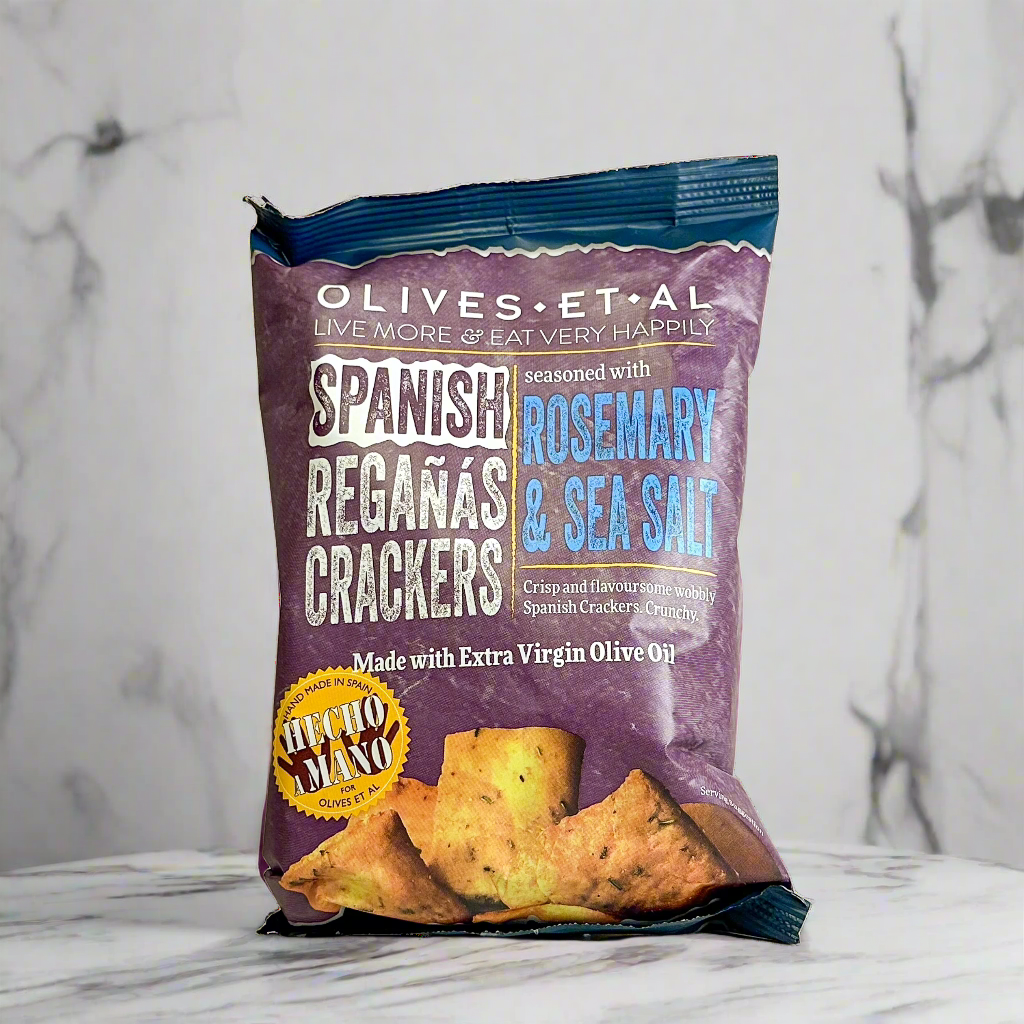 OLIVES·ET·AL
LIVE MORE & EAT VERY HAPPILY
SPANISH
REGAÑÁS
CRACKERS
seasoned with
ROSEMARY
& SEA SALT
Crisp and flavoursome wobbly
Spanish Crackers. Crunchy.
Made with Extra Virgin Olive Oil
HAND MADE IN SPAIN
HECHO
A MANO
FOR
OLIVES ET AL
Serving suggestion